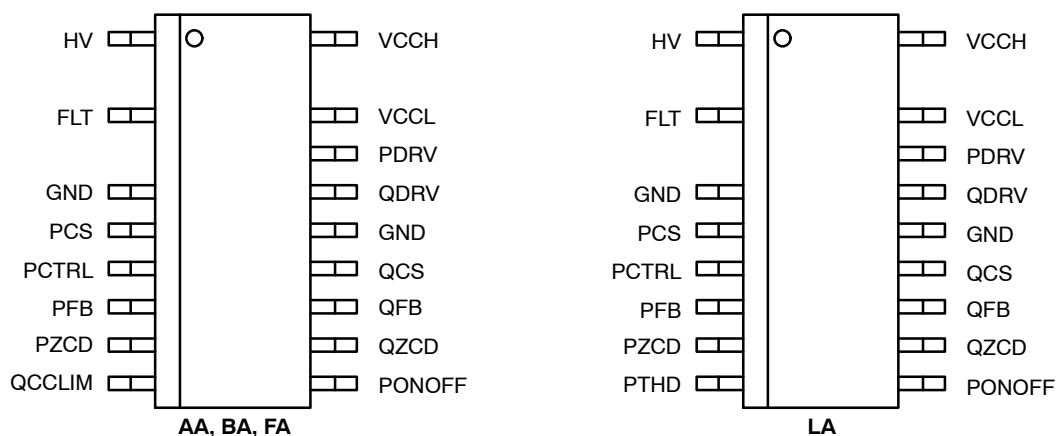 HV VCCH
FLT VCCL
PDRV
GND QDRV
PCS GND
PCTRL QCS
PFB QFB
PZCD QZCD
QCCLIM PONOFF
AA, BA, FA
HV VCCH
FLT VCCL
PDRV
GND QDRV
PCS GND
PCTRL QCS
PFB QFB
PZCD QZCD
PTHD PONOFF
LA